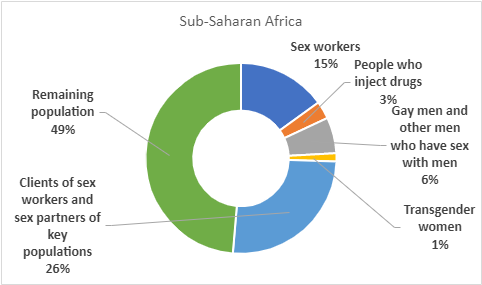 Sub-Saharan Africa
Sex workers
15%
People who
inject drugs
3%
Gay men and
other men
who have sex
with men
6%
Transgender
women
1%
Clients of sex
workers and
sex partners of
key
populations
26%
Remaining
population
49%